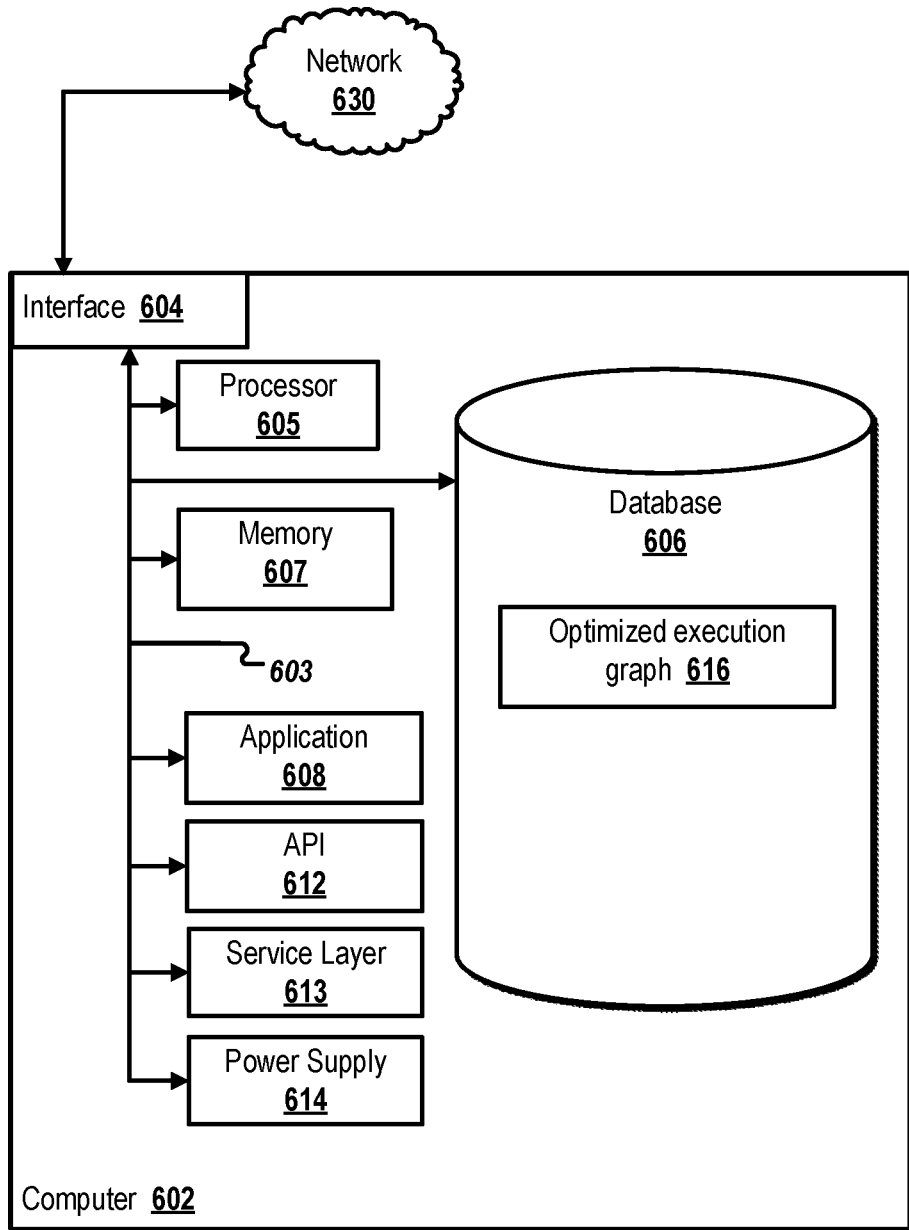 Network
630
Interface 604
Processor
605
Database
606
Memory
607
Optimized execution
graph 616
603
Application
608
API
612
Service Layer
613
Power Supply
614
Computer 602